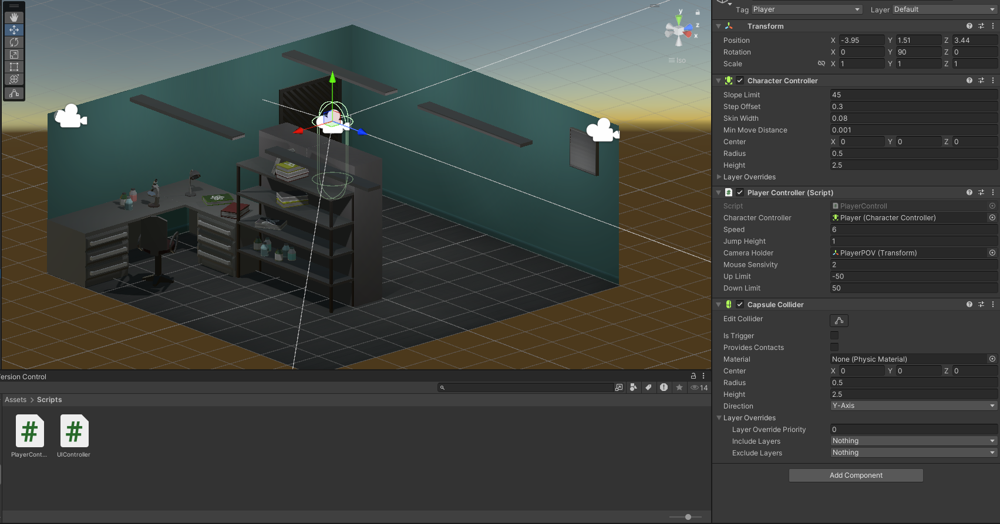 Tag Player Layer Default
Transform
Position X -3.95 Y 1.51 Z 3.44
Rotation X 0 Y 90 Z 0
Scale X 1 Y 1 Z 1
Character Controller
Slope Limit 45
Step Offset 0.3
Skin Width 0.08
Min Move Distance 0.001
Center X 0 Y 0 Z 0
Radius 0.5
Height 2.5
Layer Overrides
# Player Controller (Script)
Script PlayerControll
Character Controller Player (Character Controller)
Speed 6
Jump Height 1
Camera Holder PlayerPOV (Transform)
Mouse Sensivity 2
Up Limit -50
Down Limit 50
Capsule Collider
Edit Collider
Is Trigger
Provides Contacts
Material None (Physic Material)
Center X 0 Y 0 Z 0
Radius 0.5
Height 2.5
Direction Y-Axis
Layer Overrides
Layer Override Priority 0
Include Layers Nothing
Exclude Layers Nothing
Add Component
y
z
x
Iso
ersion Control
14
Assets > Scripts
# #
PlayerCont... UIController